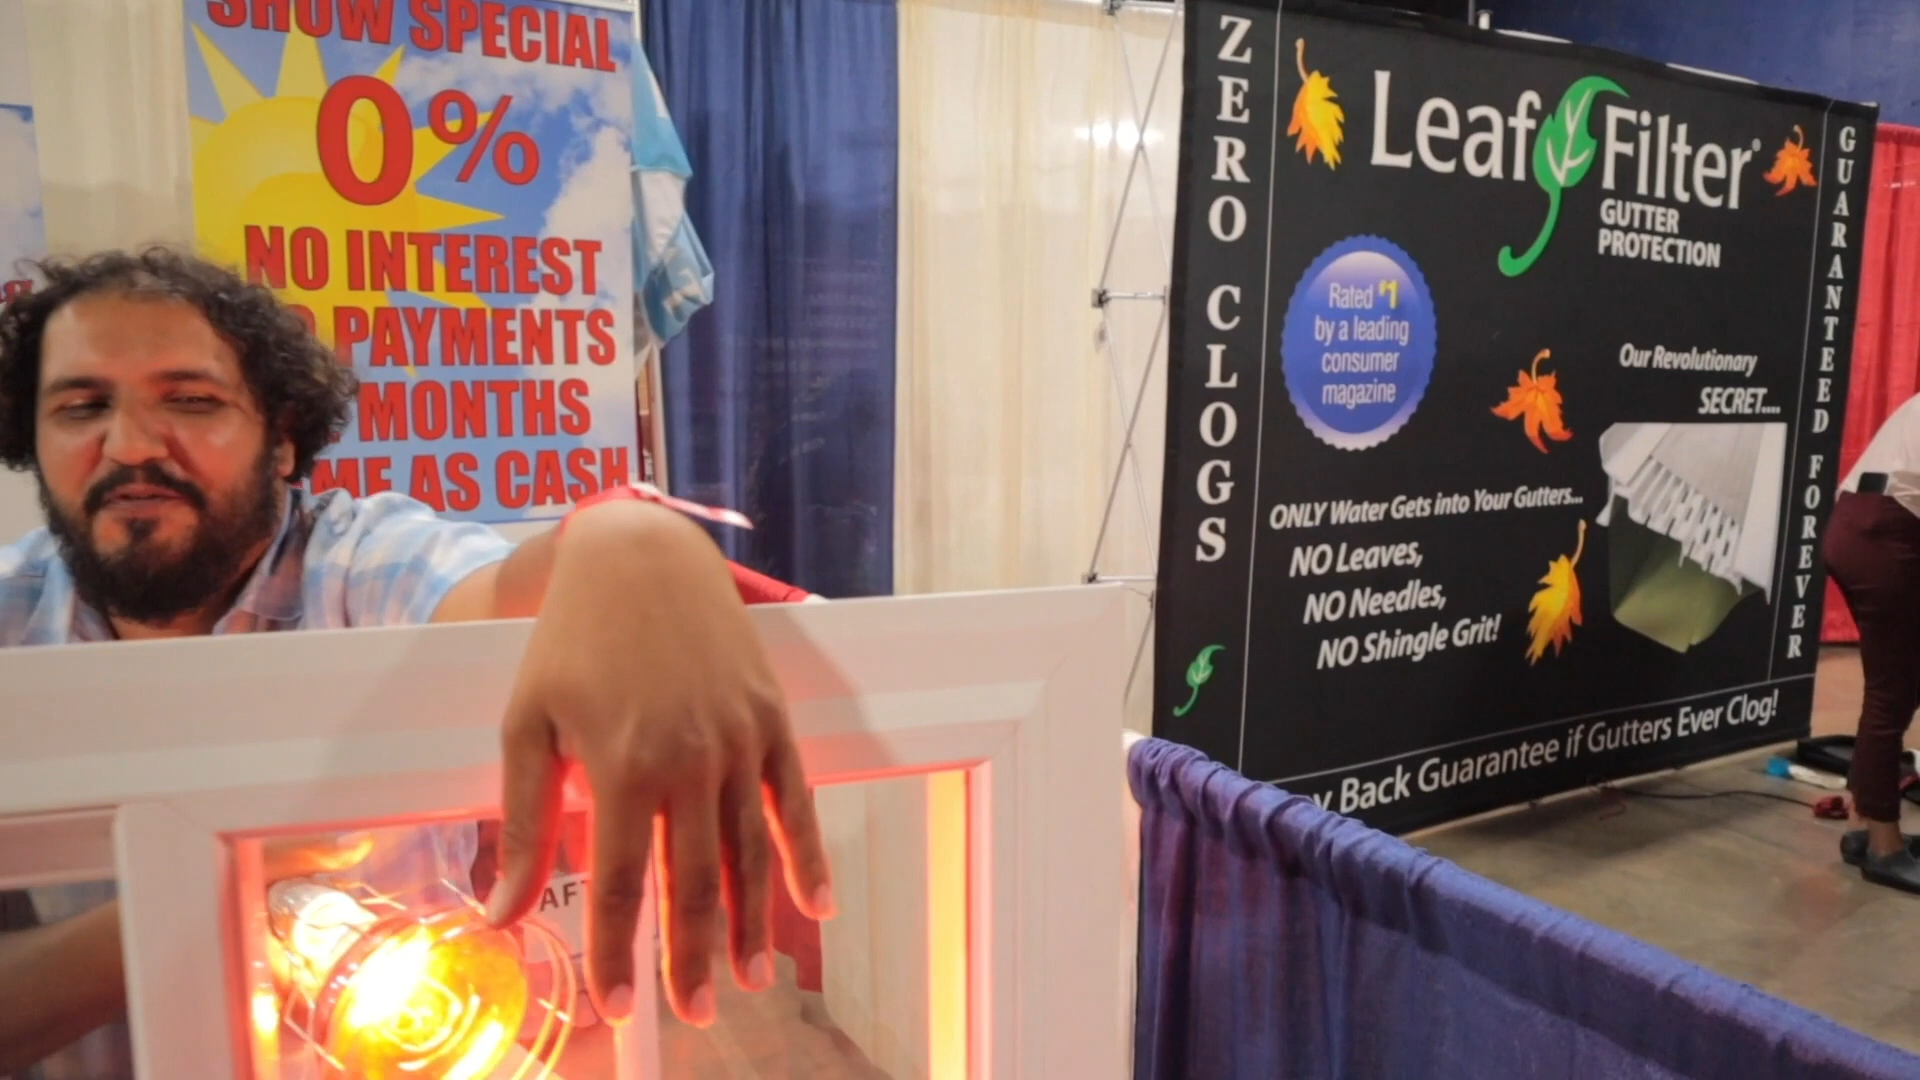 SHOW SPECIAL
0%
NO INTEREST
PAYMENTS
MONTHS
AS CASH
AFT
ZERO CLOGS
Leaf Filter®
GUTTER
PROTECTION
Rated #1
by a leading
consumer
magazine
Our Revolutionary
SECRET....
ONLY Water Gets into Your Gutters...
NO Leaves,
NO Needles,
NO Shingle Grit!
Back Guarantee if Gutters Ever Clog!
GUARANTEED FOREVER